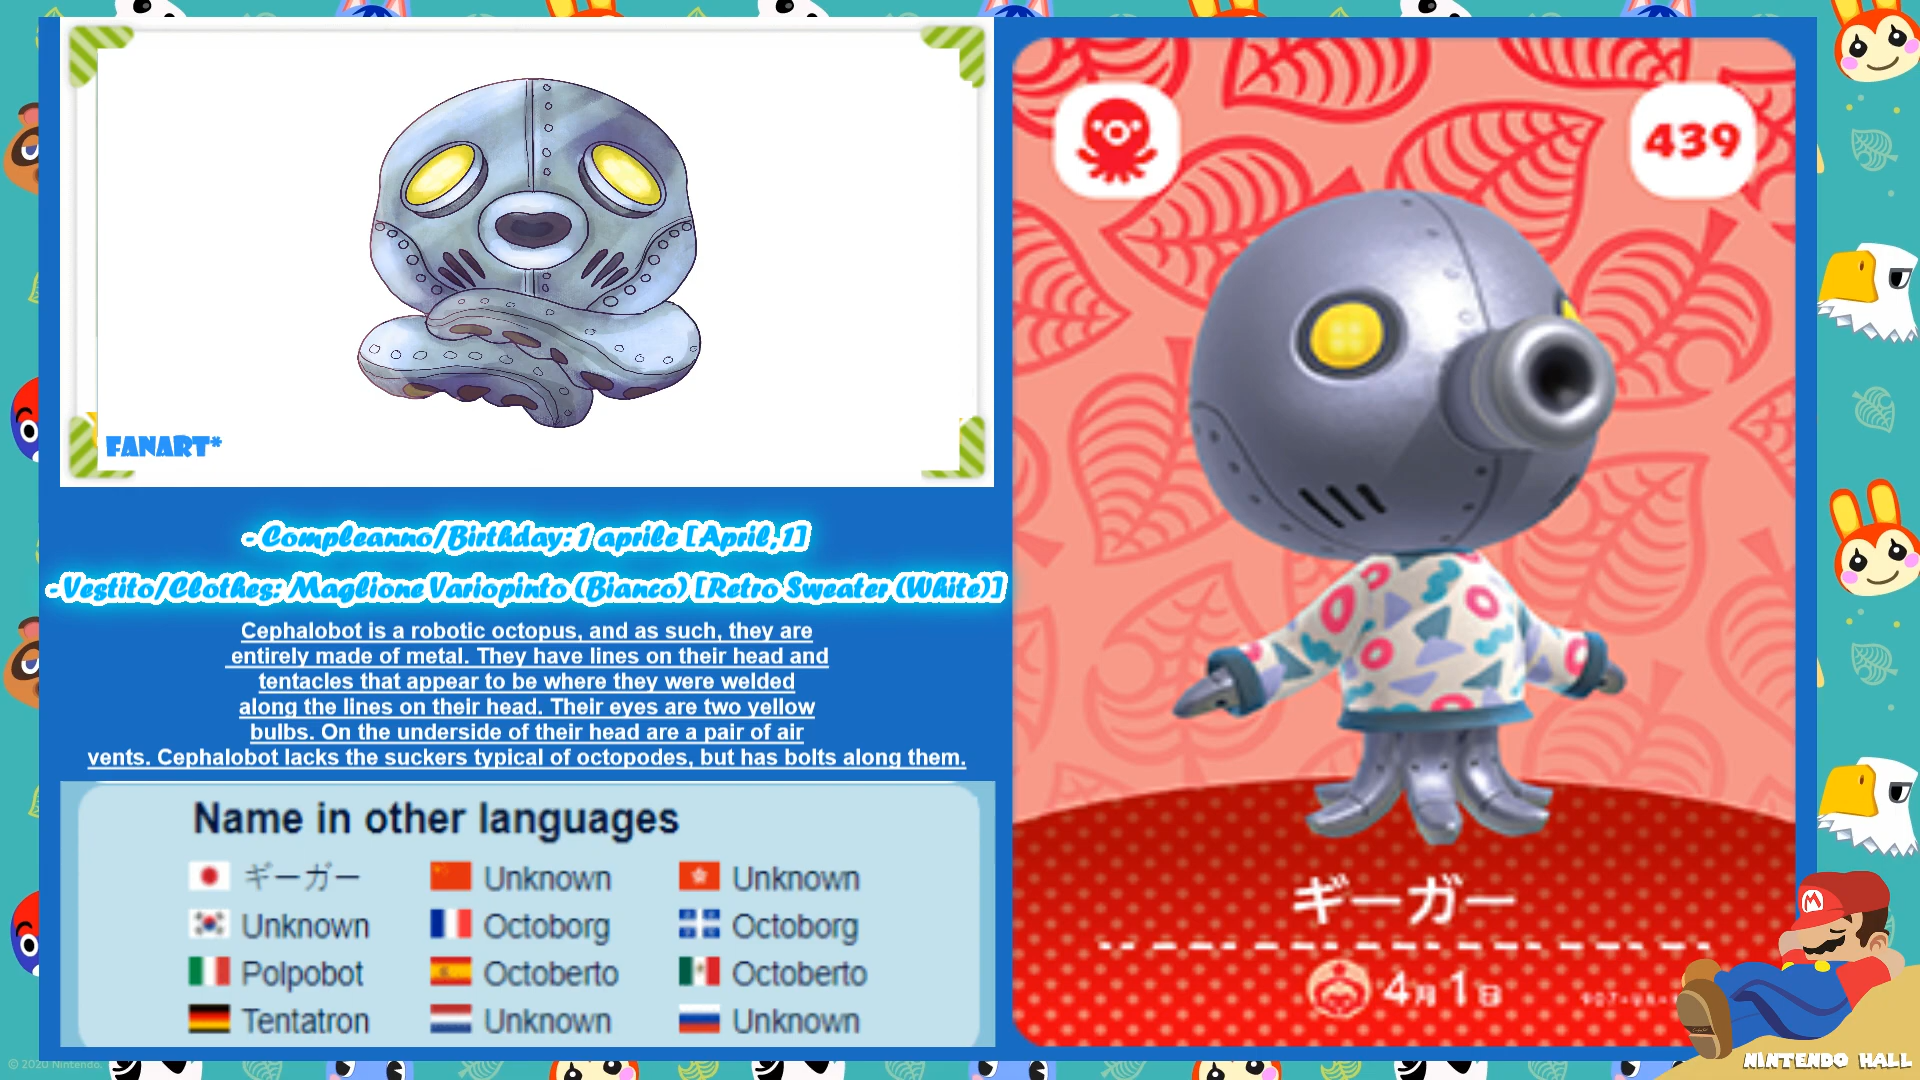 FANART*
-Compleanno/Birthday: 1 aprile [April, 1]
-Vestito/Clothes: Maglione Variopinto (Bianco) [Retro Sweater (White)]
Cephalobot is a robotic octopus, and as such, they are
entirely made of metal. They have lines on their head and
tentacles that appear to be where they were welded
along the lines on their head. Their eyes are two yellow
bulbs. On the underside of their head are a pair of air
vents. Cephalobot lacks the suckers typical of octopodes, but has bolts along them.
Name in other languages
ギーガー Unknown Unknown
Unknown Octoborg Octoborg
Polpobot Octoberto Octoberto
Tentatron Unknown Unknown
439
ギーガー
4月1日
M
NINTENDO HALL
© 2020 Nintendo.